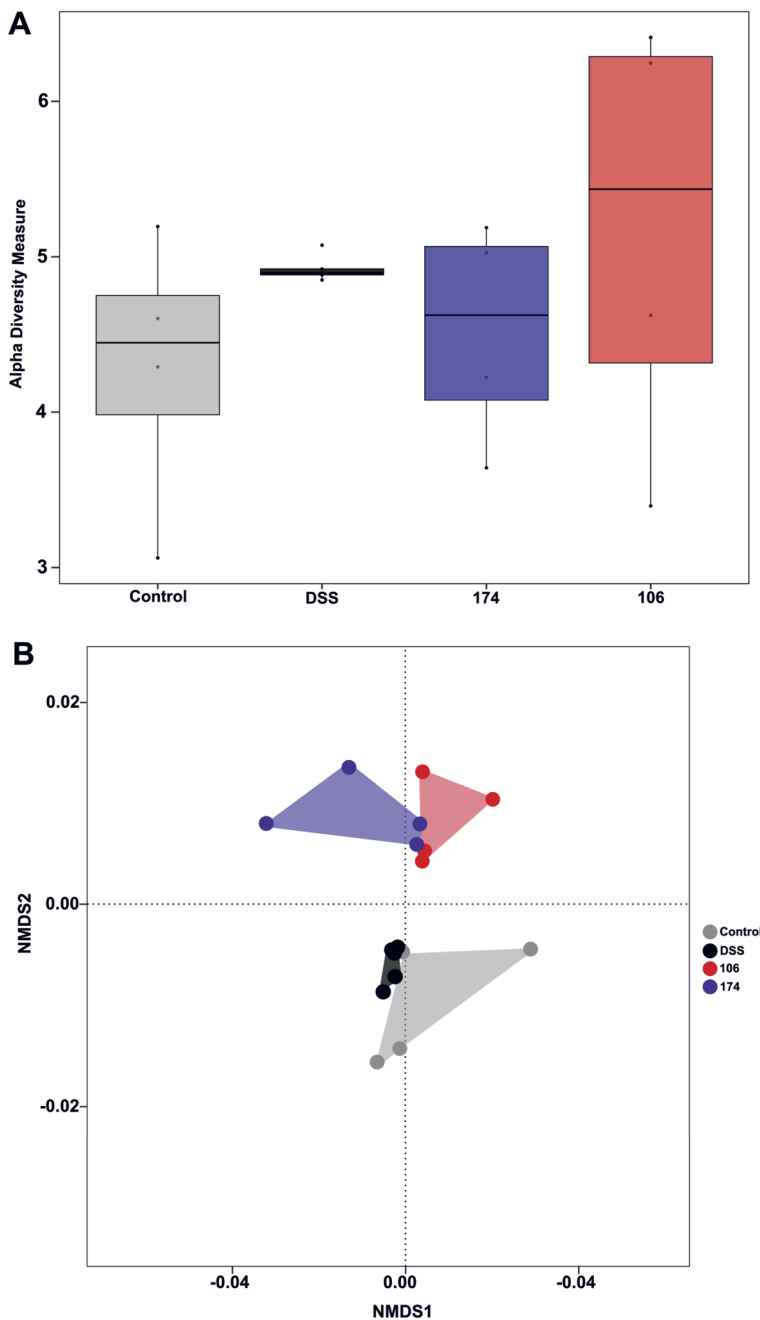 A
Alpha Diversity Measure
6
5
4
3
Control DSS 174 106
B
NMDS2
0.02
0.00
-0.02
Control
DSS
106
174
-0.04 0.00 -0.04
NMDS1